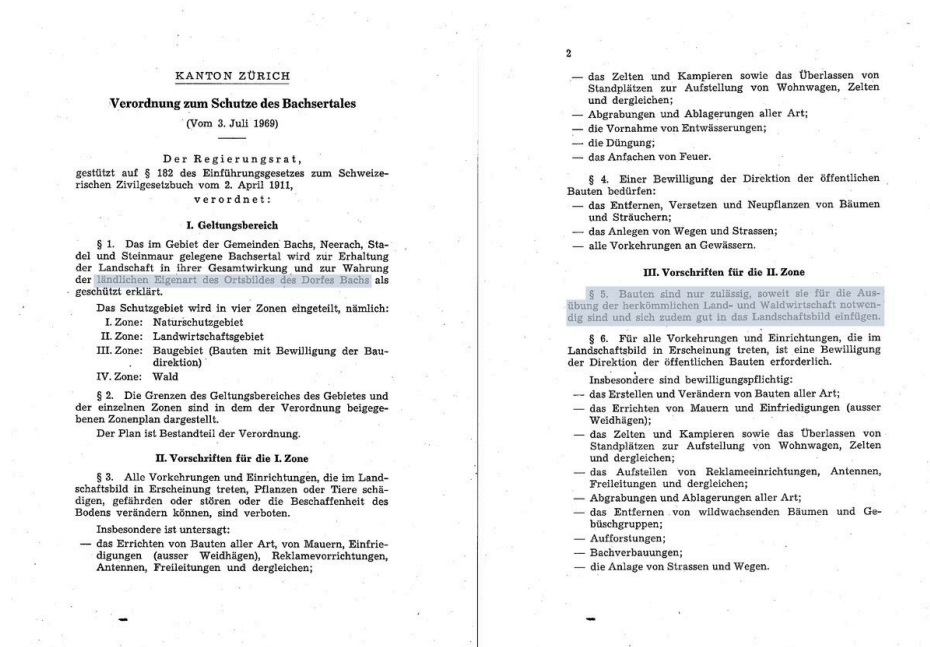 KANTON ZÜRICH
Verordnung zum Schutze des Bachsertales
(Vom 3. Juli 1969)
Der Regierungsrat,
gestützt auf § 182 des Einführungsgesetzes zum Schweize-
rischen Zivilgesetzbuch vom 2. April 1911,
verordnet:
I. Geltungsbereich
§ 1. Das im Gebiet der Gemeinden Bachs, Neerach, Sta-
del und Steinmaur gelegene Bachsertal wird zur Erhaltung
der Landschaft in ihrer Gesamtwirkung und zur Wahrung
der ländlichen Eigenart des Ortsbildes des Dorfes Bachs als
geschützt erklärt.
Das Schutzgebiet wird in vier Zonen eingeteilt, nämlich:
I. Zone: Naturschutzgebiet
II. Zone: Landwirtschaftsgebiet
III. Zone: Baugebiet (Bauten mit Bewilligung der Bau-
direktion)
IV. Zone: Wald
§ 2. Die Grenzen des Geltungsbereiches des Gebietes und
der einzelnen Zonen sind in dem der Verordnung beigege-
benen Zonenplan dargestellt.
Der Plan ist Bestandteil der Verordnung.
II. Vorschriften für die I. Zone
§ 3. Alle Vorkehrungen und Einrichtungen, die im Land-
schaftsbild in Erscheinung treten, Pflanzen oder Tiere schä-
digen, gefährden oder stören oder die Beschaffenheit des
Bodens verändern können, sind verboten.
Insbesondere ist untersagt:
— das Errichten von Bauten aller Art, von Mauern, Einfrie-
digungen (ausser Weidhägen), Reklamevorrichtungen,
Antennen, Freileitungen und dergleichen;
2
— das Zelten und Kampieren sowie das Überlassen von
Standplätzen zur Aufstellung von Wohnwagen, Zelten
und dergleichen;
— Abgrabungen und Ablagerungen aller Art;
— die Vornahme von Entwässerungen;
— die Düngung;
— das Anfachen von Feuer.
§ 4. Einer Bewilligung der Direktion der öffentlichen
Bauten bedürfen:
— das Entfernen, Versetzen und Neupflanzen von Bäumen
und Sträuchern;
— das Anlegen von Wegen und Strassen;
— alle Vorkehrungen an Gewässern.
III. Vorschriften für die II. Zone
§ 5. Bauten sind nur zulässig, soweit sie für die Aus-
übung der herkömmlichen Land- und Waldwirtschaft notwen-
dig sind und sich zudem gut in das Landschaftsbild einfügen.
§ 6. Für alle Vorkehrungen und Einrichtungen, die im
Landschaftsbild in Erscheinung treten, ist eine Bewilligung
der Direktion der öffentlichen Bauten erforderlich.
Insbesondere sind bewilligungspflichtig:
— das Erstellen und Verändern von Bauten aller Art;
— das Errichten von Mauern und Einfriedigungen (ausser
Weidhägen);
— das Zelten und Kampieren sowie das Überlassen von
Standplätzen zur Aufstellung von Wohnwagen, Zelten
und dergleichen;
— das Aufstellen von Reklameeinrichtungen, Antennen,
Freileitungen und dergleichen;
— Abgrabungen und Ablagerungen aller Art;
— das Entfernen von wildwachsenden Bäumen und Ge-
büschgruppen;
— Aufforstungen;
— Bachverbauungen;
— die Anlage von Strassen und Wegen.